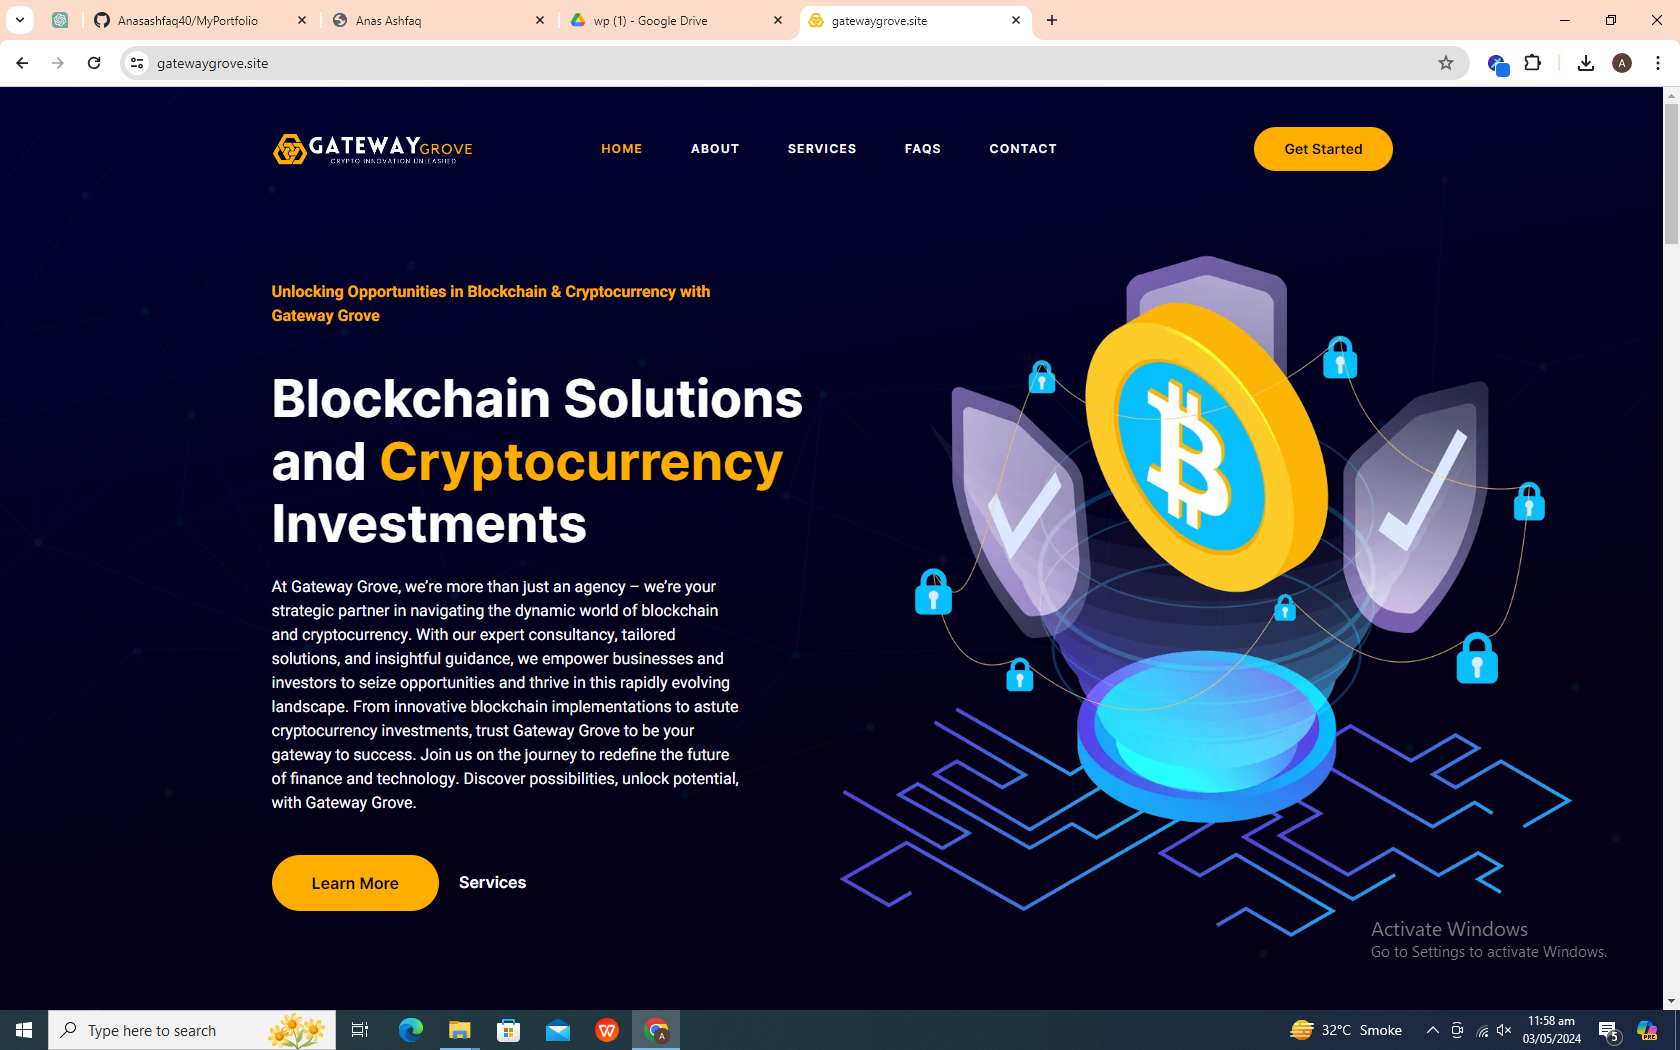 Anasashfaq40/MyPortfolio
Anas Ashfaq
wp (1) - Google Drive
gatewaygrove.site
gatewaygrove.site
A
GATEWAYGROVE
CRYPTO INNOVATION UNLEASHED
HOME
ABOUT
SERVICES
FAQS
CONTACT
Get Started
Unlocking Opportunities in Blockchain & Cryptocurrency with
Gateway Grove
Blockchain Solutions
and Cryptocurrency
Investments
At Gateway Grove, we’re more than just an agency – we’re your
strategic partner in navigating the dynamic world of blockchain
and cryptocurrency. With our expert consultancy, tailored
solutions, and insightful guidance, we empower businesses and
investors to seize opportunities and thrive in this rapidly evolving
landscape. From innovative blockchain implementations to astute
cryptocurrency investments, trust Gateway Grove to be your
gateway to success. Join us on the journey to redefine the future
of finance and technology. Discover possibilities, unlock potential,
with Gateway Grove.
Learn More
Services
Activate Windows
Go to Settings to activate Windows.
Type here to search
W
A
32°C Smoke
11:58 am
03/05/2024
5
PRE